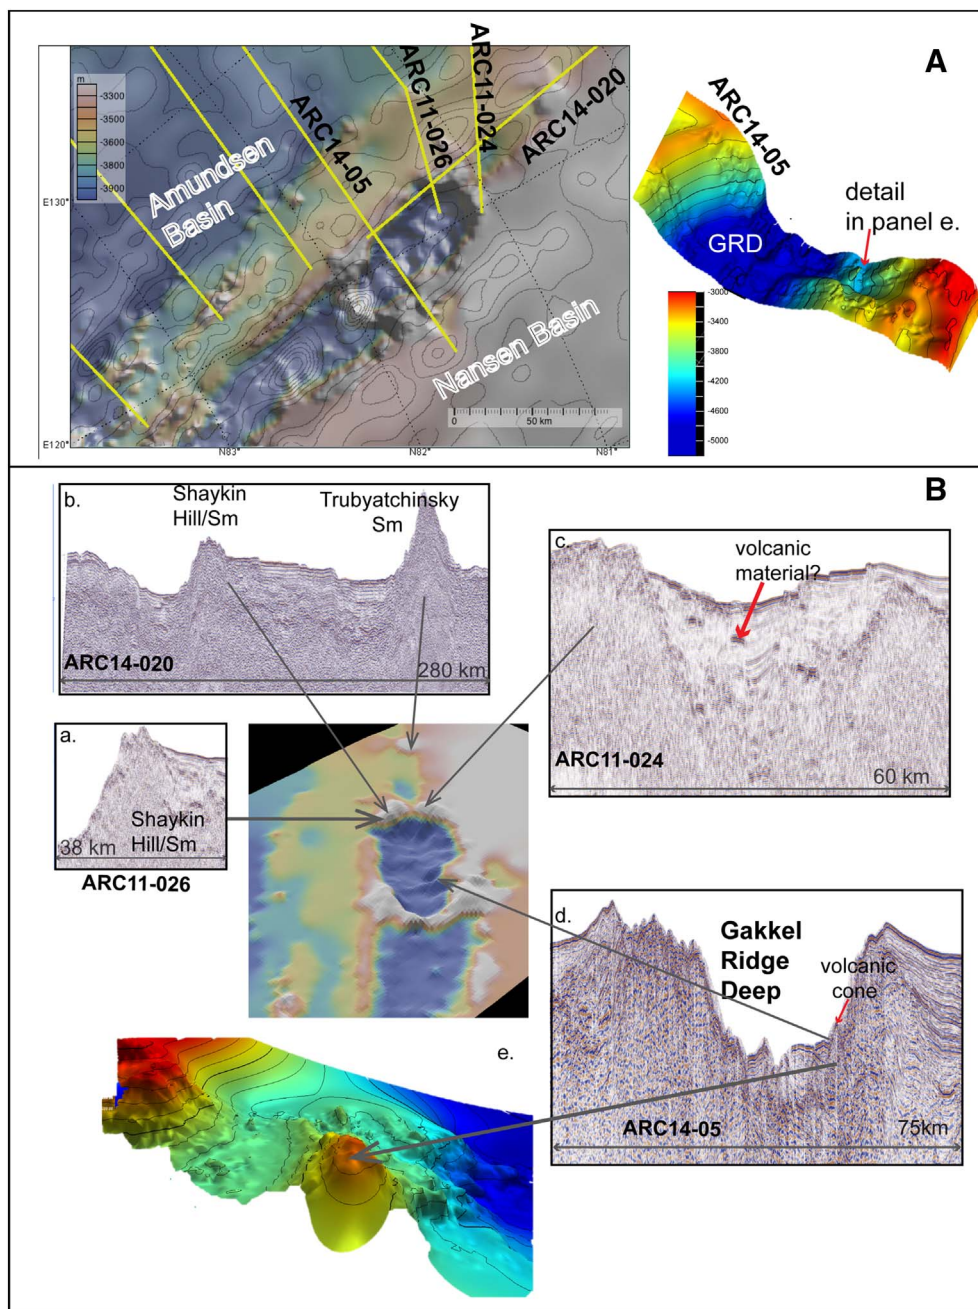 A
m
-3300
-3400
-3600
-3800
-3900
Amundsen
Basin
ARC14-05
ARC11-026
ARC11-024
ARC14-020
Nansen Basin
0
50 km
E130°
E120°
N83°
N82°
N81°
ARC14-05
GRD
detail
in panel e.
-3000
-3400
-3800
-4200
-4600
-5000
B
b.
Shaykin
Hill/Sm
Trubyatchinsky
Sm
ARC14-020
280 km
c.
volcanic
material?
ARC11-024
60 km
a.
Shaykin
Hill/Sm
38 km
ARC11-026
d.
Gakkel
Ridge
Deep
volcanic
cone
ARC14-05
75km
e.